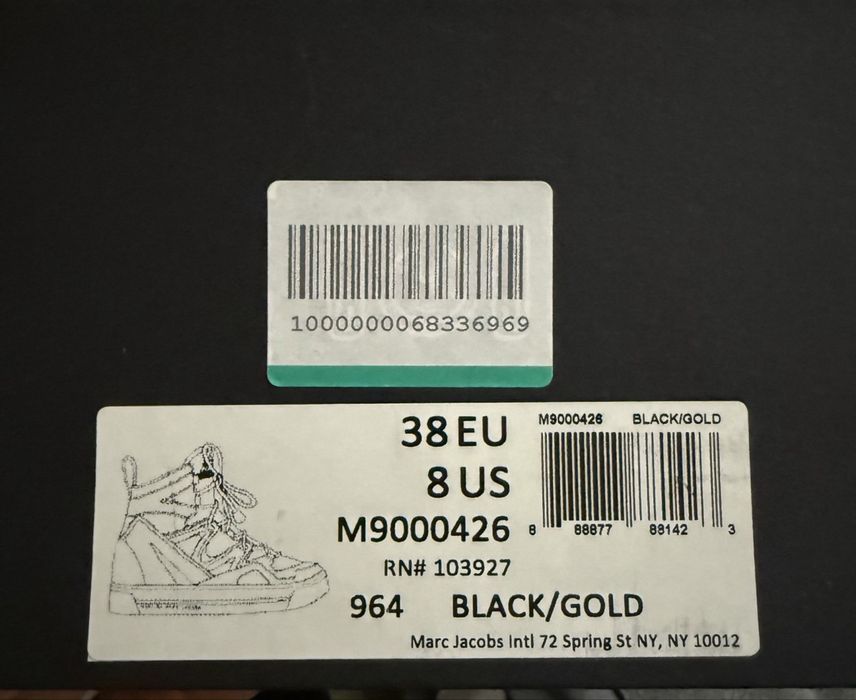 1000000068336969
38 EU
8 US
M9000426
RN# 103927
964 BLACK/GOLD
Marc Jacobs Intl 72 Spring St NY, NY 10012
M9000426 BLACK/GOLD
8 88877 88142 3